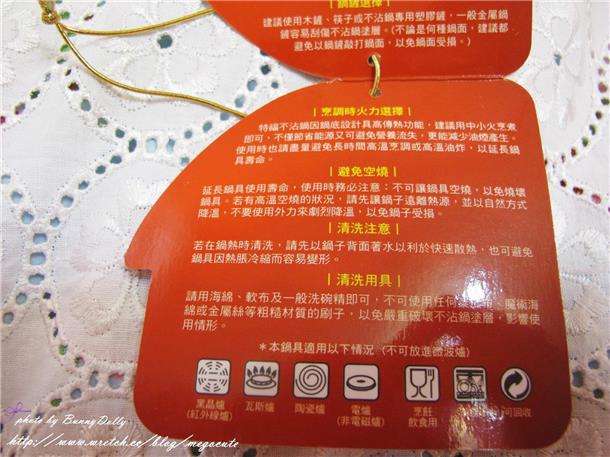 ｜鍋鏟選擇｜
建議使用木鏟、筷子或不沾鍋專用塑膠鏟，一般金屬鍋
鏟容易刮傷不沾鍋塗層。(不論是何種鍋面，建議都
避免以鍋鏟敲打鍋面，以免鍋面受損。)
｜烹調時火力選擇｜
特福不沾鍋因鍋底設計具高傳熱功能，建議用中小火烹煮
即可，不僅節省能源又可避免營養流失，更能減少油煙產生。
使用時也請盡量避免長時間高溫烹調或高溫油炸，以延長鍋
具壽命。
｜避免空燒｜
延長鍋具使用壽命，使用時務必注意：不可讓鍋具空燒，以免燒壞
鍋具。若有高溫空燒的狀況，請先讓鍋子遠離熱源，並以自然方式
降溫，不要使用外力來劇烈降溫，以免鍋子受損。
｜清洗注意｜
若在鍋熱時清洗，請先以鍋子背面著水以利於快速散熱，也可避免
鍋具因熱脹冷縮而容易變形。
｜清洗用具｜
請用海綿、軟布及一般洗碗精即可，不可使用任何 布、魔術海
綿或金屬絲等粗糙材質的刷子，以免嚴重破壞不沾鍋塗層，影響使
用情形。
*本鍋具適用以下情況（不可放進微波爐）
黑晶爐 瓦斯爐 陶瓷爐 電爐 烹飪 可回收
(紅外線爐) (非電磁爐) 飲食用
photo by BunnyDolly
http://www.wretch.cc/blog/megacute